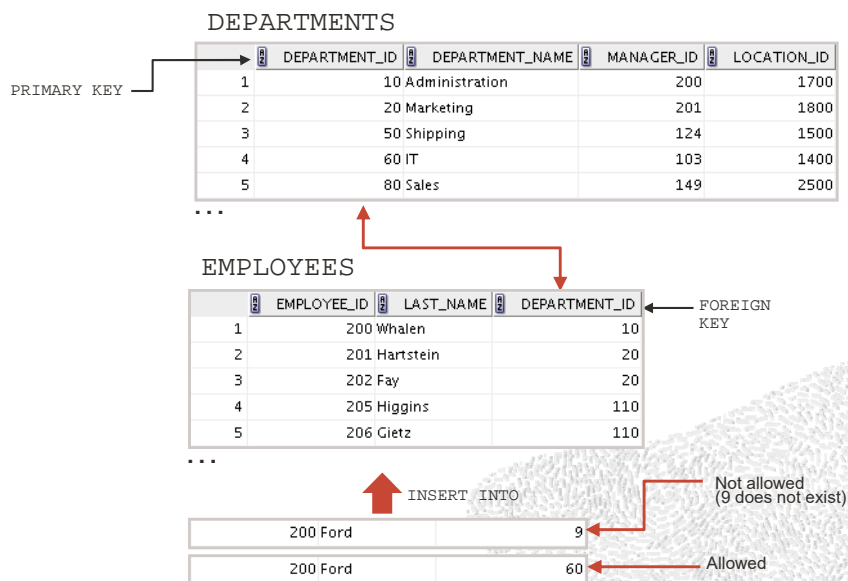 DEPARTMENTS
DEPARTMENT_ID DEPARTMENT_NAME MANAGER_ID LOCATION_ID
PRIMARY KEY
1 10 Administration 200 1700
2 20 Marketing 201 1800
3 50 Shipping 124 1500
4 60 IT 103 1400
5 80 Sales 149 2500
...
EMPLOYEES
EMPLOYEE_ID LAST_NAME DEPARTMENT_ID
FOREIGN
KEY
1 200 Whalen 10
2 201 Hartstein 20
3 202 Fay 20
4 205 Higgins 110
5 206 Gietz 110
...
INSERT INTO
Not allowed
(9 does not exist)
200 Ford 9
200 Ford 60
Allowed